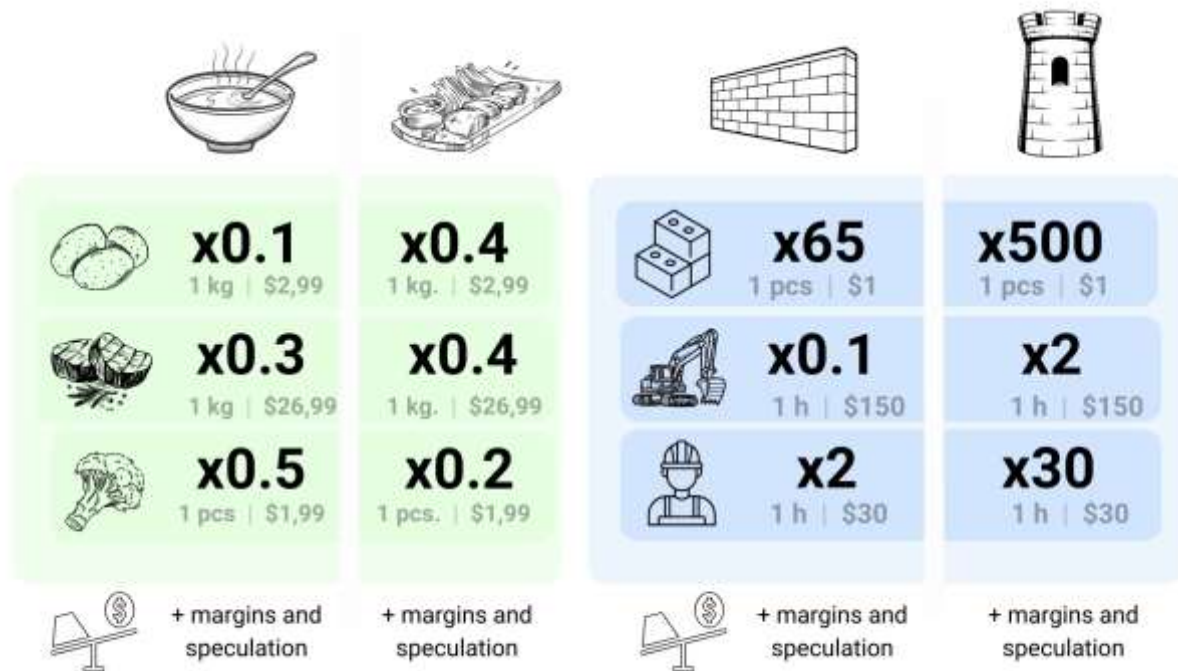 x0.1
1 kg | $2,99
x0.4
1 kg. | $2,99
x65
1 pcs | $1
x500
1 pcs | $1
x0.3
1 kg | $26,99
x0.4
1 kg. | $26,99
x0.1
1 h | $150
x2
1 h | $150
x0.5
1 pcs | $1,99
x0.2
1 pcs. | $1,99
x2
1 h | $30
x30
1 h | $30
$
+ margins and
speculation
+ margins and
speculation
$
+ margins and
speculation
+ margins and
speculation